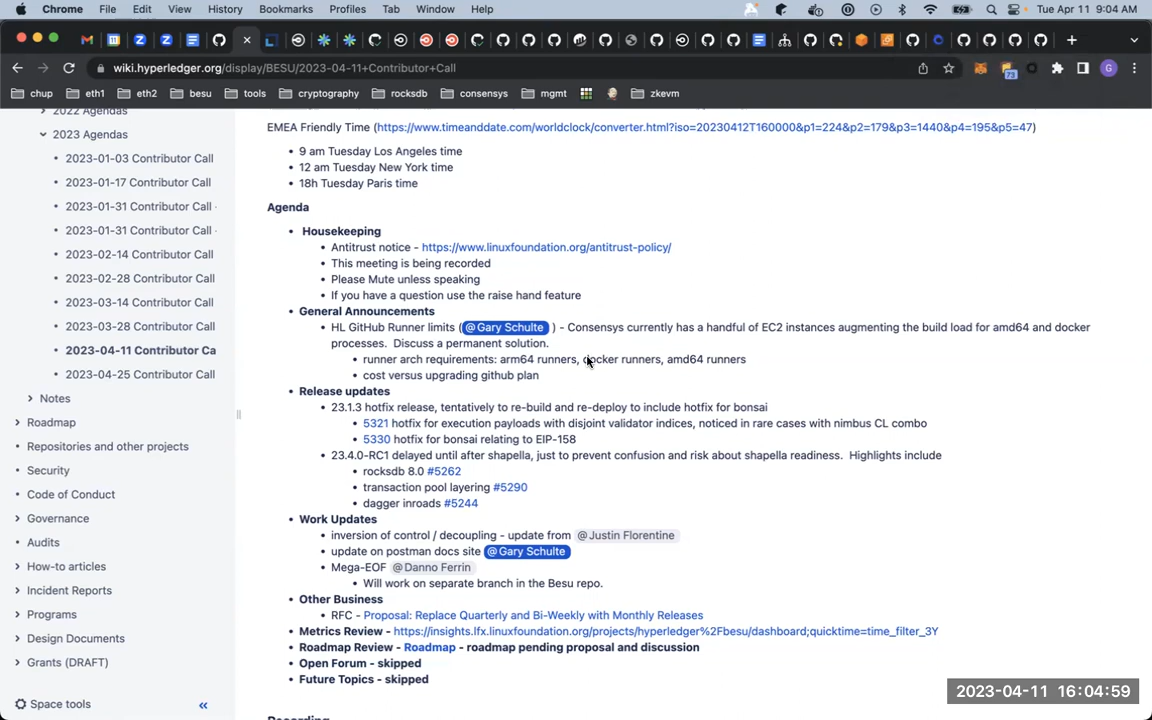 Chrome File Edit View History Bookmarks Profiles Tab Window Help Tue Apr 11 9:04 AM
wiki.hyperledger.org/display/BESU/2023-04-11+Contributor+Call
73 G
chup eth1 eth2 besu tools cryptography rocksdb consensys mgmt zkevm
2022 Agendas
2023 Agendas
2023-01-03 Contributor Call
2023-01-17 Contributor Call
2023-01-31 Contributor Call -
2023-01-31 Contributor Call -
2023-02-14 Contributor Call
2023-02-28 Contributor Call
2023-03-14 Contributor Call
2023-03-28 Contributor Call
2023-04-11 Contributor Ca
2023-04-25 Contributor Call
Notes
Roadmap
Repositories and other projects
Security
Code of Conduct
Governance
Audits
How-to articles
Incident Reports
Programs
Design Documents
Grants (DRAFT)
Space tools «
EMEA Friendly Time (https://www.timeanddate.com/worldclock/converter.html?iso=20230412T160000&p1=224&p2=179&p3=1440&p4=195&p5=47)
• 9 am Tuesday Los Angeles time
• 12 am Tuesday New York time
• 18h Tuesday Paris time
Agenda
• Housekeeping
• Antitrust notice - https://www.linuxfoundation.org/antitrust-policy/
• This meeting is being recorded
• Please Mute unless speaking
• If you have a question use the raise hand feature
• General Announcements
• HL GitHub Runner limits (@Gary Schulte ) - Consensys currently has a handful of EC2 instances augmenting the build load for amd64 and docker
processes. Discuss a permanent solution.
• runner arch requirements: arm64 runners, docker runners, amd64 runners
• cost versus upgrading github plan
• Release updates
• 23.1.3 hotfix release, tentatively to re-build and re-deploy to include hotfix for bonsai
• 5321 hotfix for execution payloads with disjoint validator indices, noticed in rare cases with nimbus CL combo
• 5330 hotfix for bonsai relating to EIP-158
• 23.4.0-RC1 delayed until after shapella, just to prevent confusion and risk about shapella readiness. Highlights include
• rocksdb 8.0 #5262
• transaction pool layering #5290
• dagger inroads #5244
• Work Updates
• inversion of control / decoupling - update from @Justin Florentine
• update on postman docs site @Gary Schulte
• Mega-EOF @Danno Ferrin
• Will work on separate branch in the Besu repo.
• Other Business
• RFC - Proposal: Replace Quarterly and Bi-Weekly with Monthly Releases
• Metrics Review - https://insights.lfx.linuxfoundation.org/projects/hyperledger%2Fbesu/dashboard;quicktime=time_filter_3Y
• Roadmap Review - Roadmap - roadmap pending proposal and discussion
• Open Forum - skipped
• Future Topics - skipped
Recording
2023-04-11 16:04:59